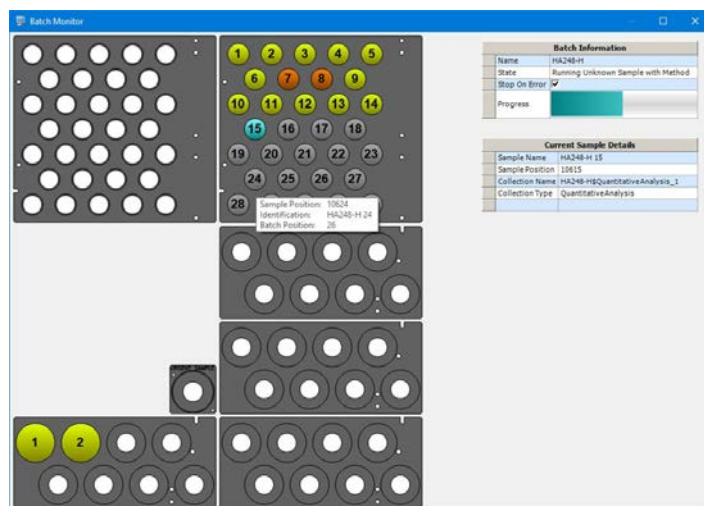 Batch Monitor
1 2 3 4 5
6 7 8 9
10 11 12 13 14
15 16 17 18
19 20 21 22 23
24 25 26 27
28
Sample Position: 10624
Identification: HA248-H 24
Batch Position: 26
1 2
Batch Information
Name HA248-H
State Running Unknown Sample with Method
Stop On Error
Progress
Current Sample Details
Sample Name HA248-H 15
Sample Position 10615
Collection Name HA248-H$QuantitativeAnalysis_1
Collection Type QuantitativeAnalysis